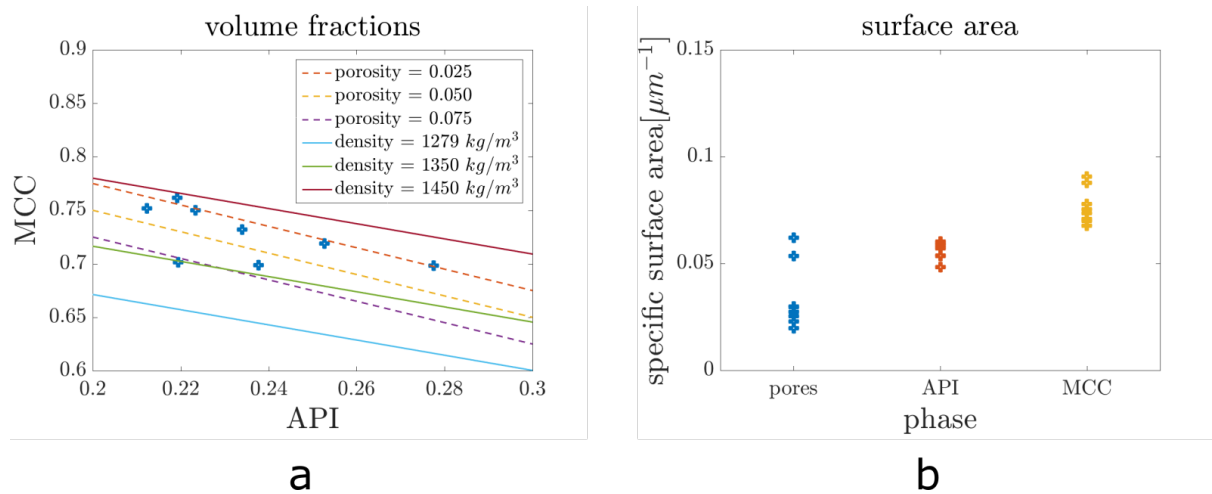 volume fractions
0.9
0.85
0.8
0.75
0.7
0.65
0.6
MCC
porosity = 0.025
porosity = 0.050
porosity = 0.075
density = 1279 kg/m³
density = 1350 kg/m³
density = 1450 kg/m³
0.2 0.22 0.24 0.26 0.28 0.3
API
a
surface area
0.15
0.1
0.05
0
specific surface area[μm⁻¹]
pores API MCC
phase
b